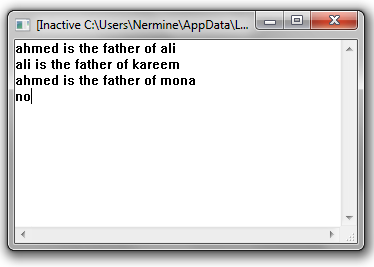 [Inactive C:\Users\Nermine\AppData\L...
ahmed is the father of ali
ali is the father of kareem
ahmed is the father of mona
no